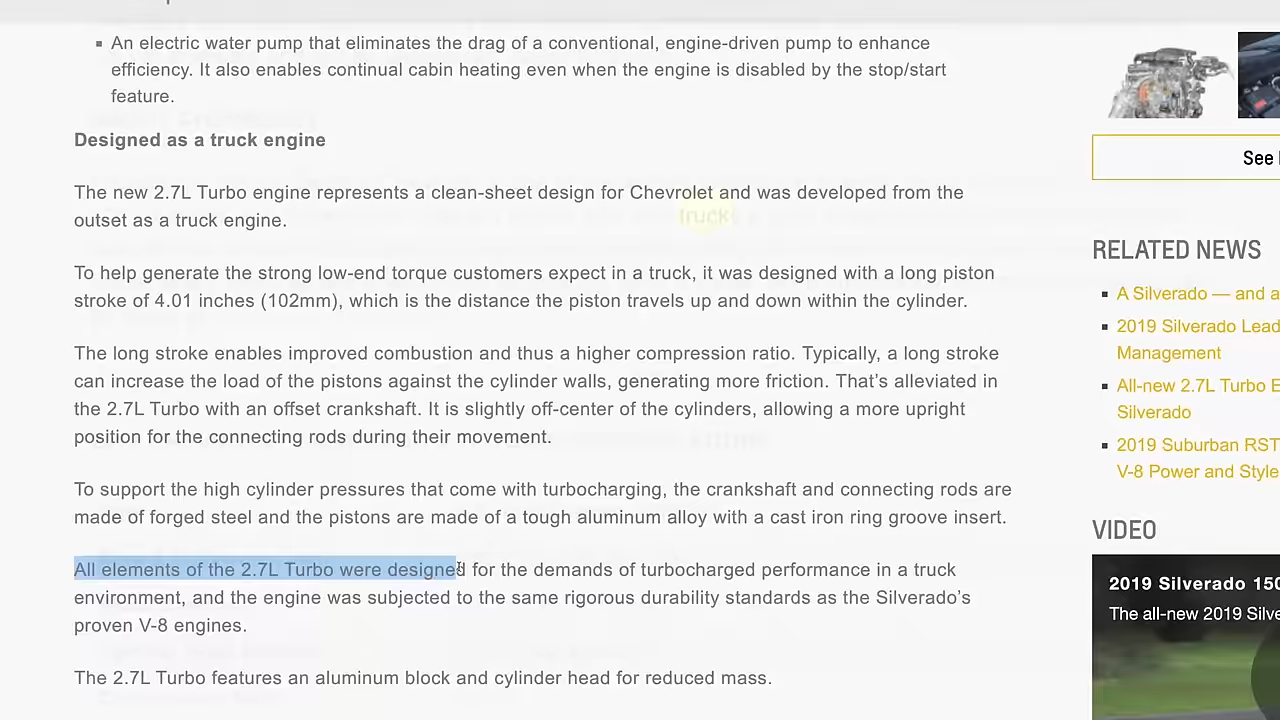 An electric water pump that eliminates the drag of a conventional, engine-driven pump to enhance
efficiency. It also enables continual cabin heating even when the engine is disabled by the stop/start
feature.
Designed as a truck engine
The new 2.7L Turbo engine represents a clean-sheet design for Chevrolet and was developed from the
outset as a truck engine.
To help generate the strong low-end torque customers expect in a truck, it was designed with a long piston
stroke of 4.01 inches (102mm), which is the distance the piston travels up and down within the cylinder.
The long stroke enables improved combustion and thus a higher compression ratio. Typically, a long stroke
can increase the load of the pistons against the cylinder walls, generating more friction. That’s alleviated in
the 2.7L Turbo with an offset crankshaft. It is slightly off-center of the cylinders, allowing a more upright
position for the connecting rods during their movement.
To support the high cylinder pressures that come with turbocharging, the crankshaft and connecting rods are
made of forged steel and the pistons are made of a tough aluminum alloy with a cast iron ring groove insert.
All elements of the 2.7L Turbo were designed for the demands of turbocharged performance in a truck
environment, and the engine was subjected to the same rigorous durability standards as the Silverado’s
proven V-8 engines.
The 2.7L Turbo features an aluminum block and cylinder head for reduced mass.
See
RELATED NEWS
A Silverado — and a
2019 Silverado Lead
Management
All-new 2.7L Turbo E
Silverado
2019 Suburban RST
V-8 Power and Style
VIDEO
2019 Silverado 150
The all-new 2019 Silve